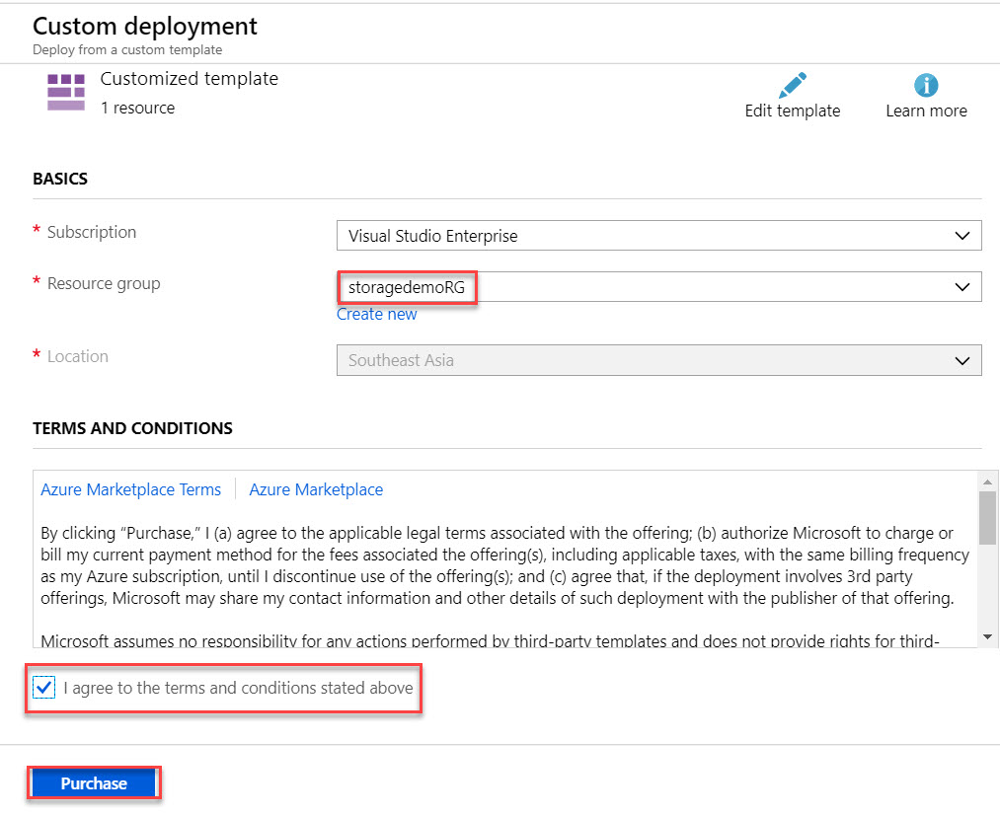 Custom deployment
Deploy from a custom template
Customized template
1 resource
Edit template
Learn more
BASICS
* Subscription
Visual Studio Enterprise
* Resource group
storagedemoRG
Create new
* Location
Southeast Asia
TERMS AND CONDITIONS
Azure Marketplace Terms
Azure Marketplace
By clicking “Purchase,” I (a) agree to the applicable legal terms associated with the offering; (b) authorize Microsoft to charge or
bill my current payment method for the fees associated the offering(s), including applicable taxes, with the same billing frequency
as my Azure subscription, until I discontinue use of the offering(s); and (c) agree that, if the deployment involves 3rd party
offerings, Microsoft may share my contact information and other details of such deployment with the publisher of that offering.
Microsoft assumes no responsibility for any actions performed by third-party templates and does not provide rights for third-
I agree to the terms and conditions stated above
Purchase